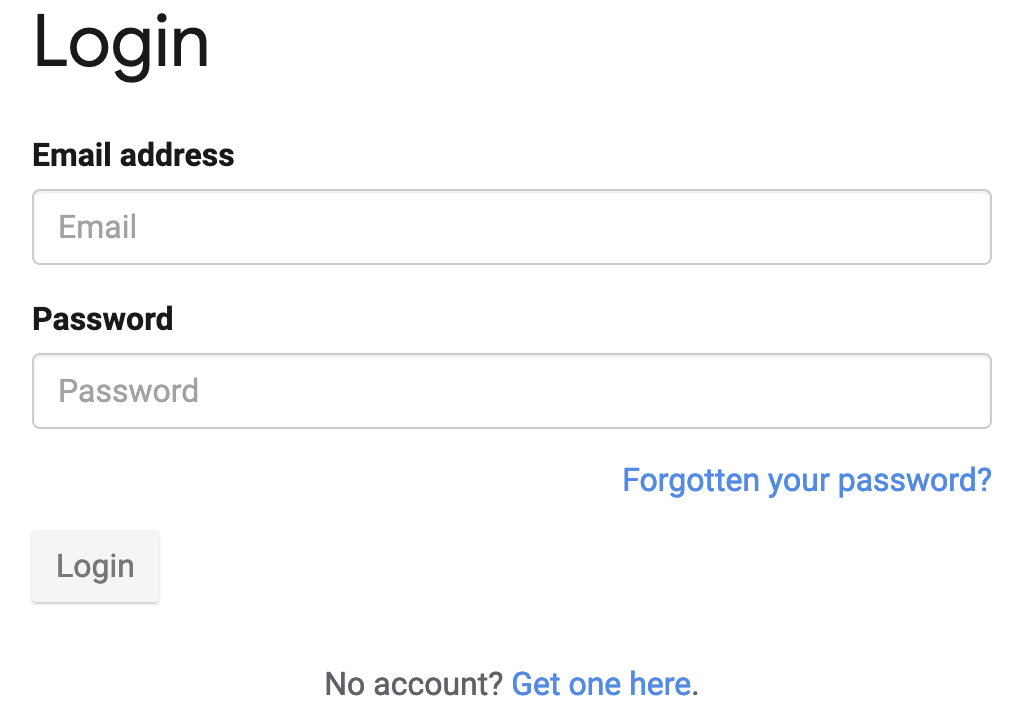 Login
Email address
Email
Password
Password
Forgotten your password?
Login
No account? Get one here.